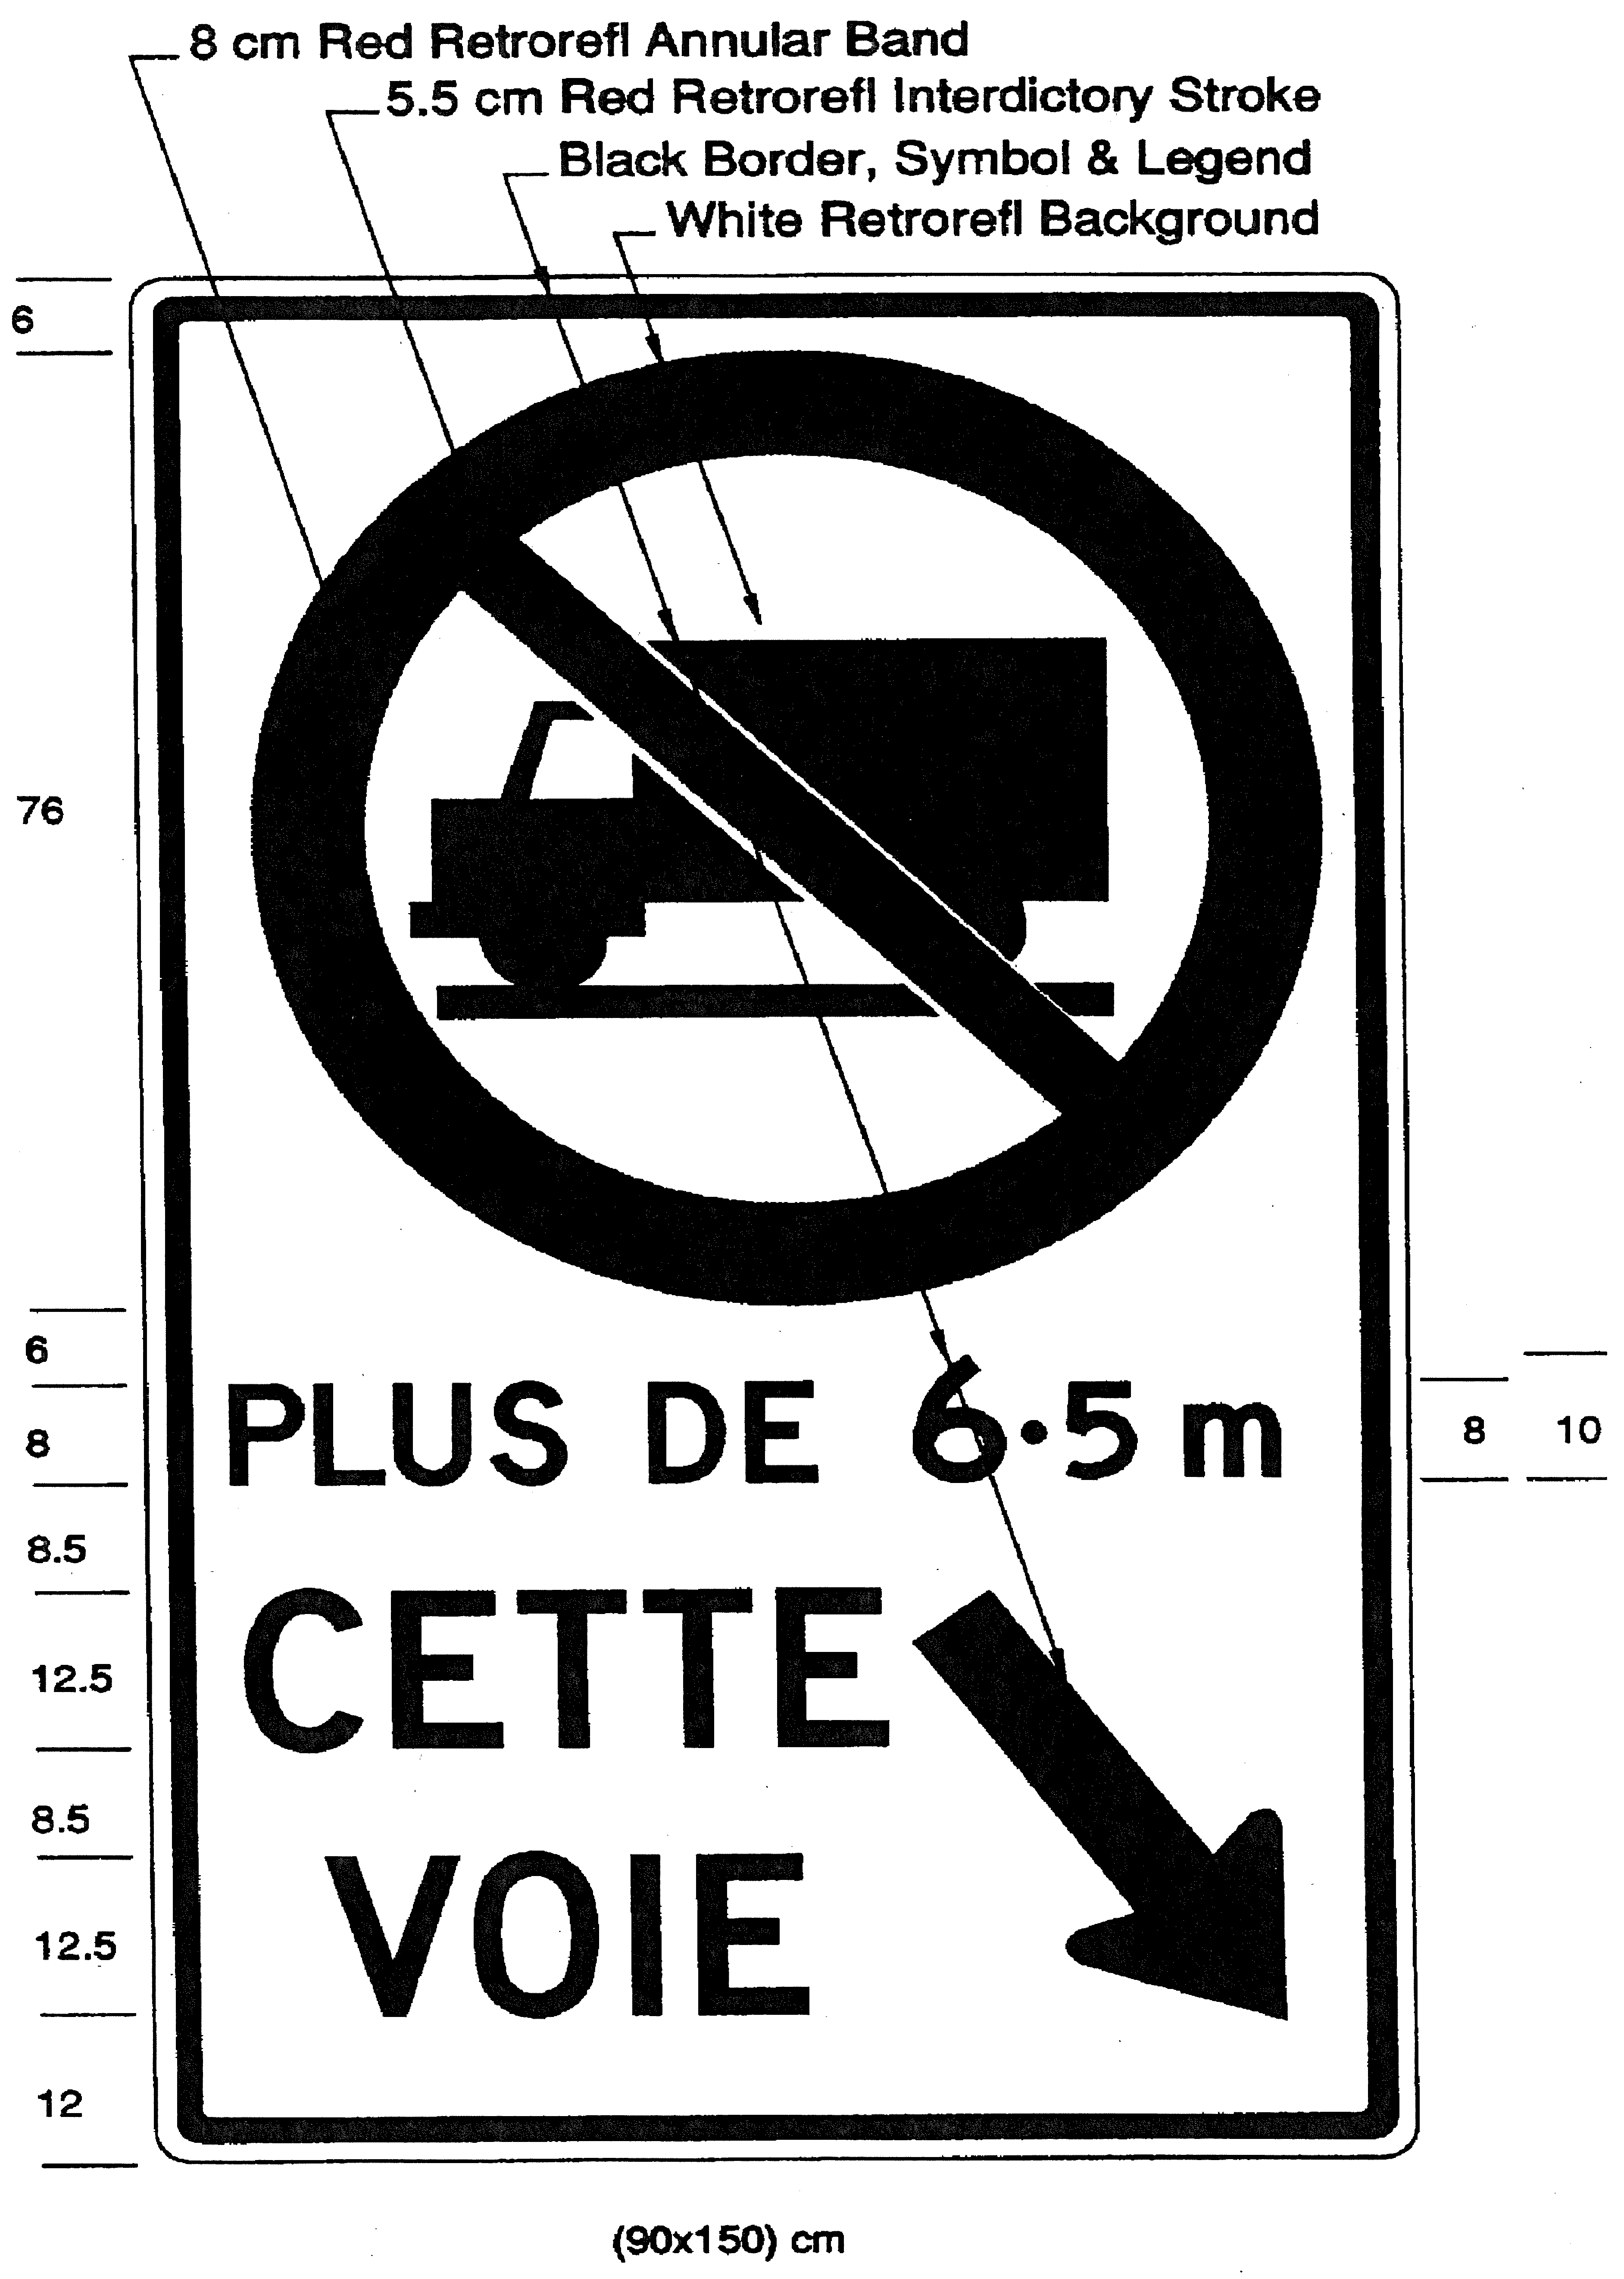 8 cm Red Retrorefl Annular Band
5.5 cm Red Retrorefl Interdictory Stroke
Black Border, Symbol & Legend
White Retrorefl Background
6
76
6
8
PLUS DE 6·5 m
8
10
8.5
12.5
CETTE
8.5
12.5
VOIE
12
(90x150) cm